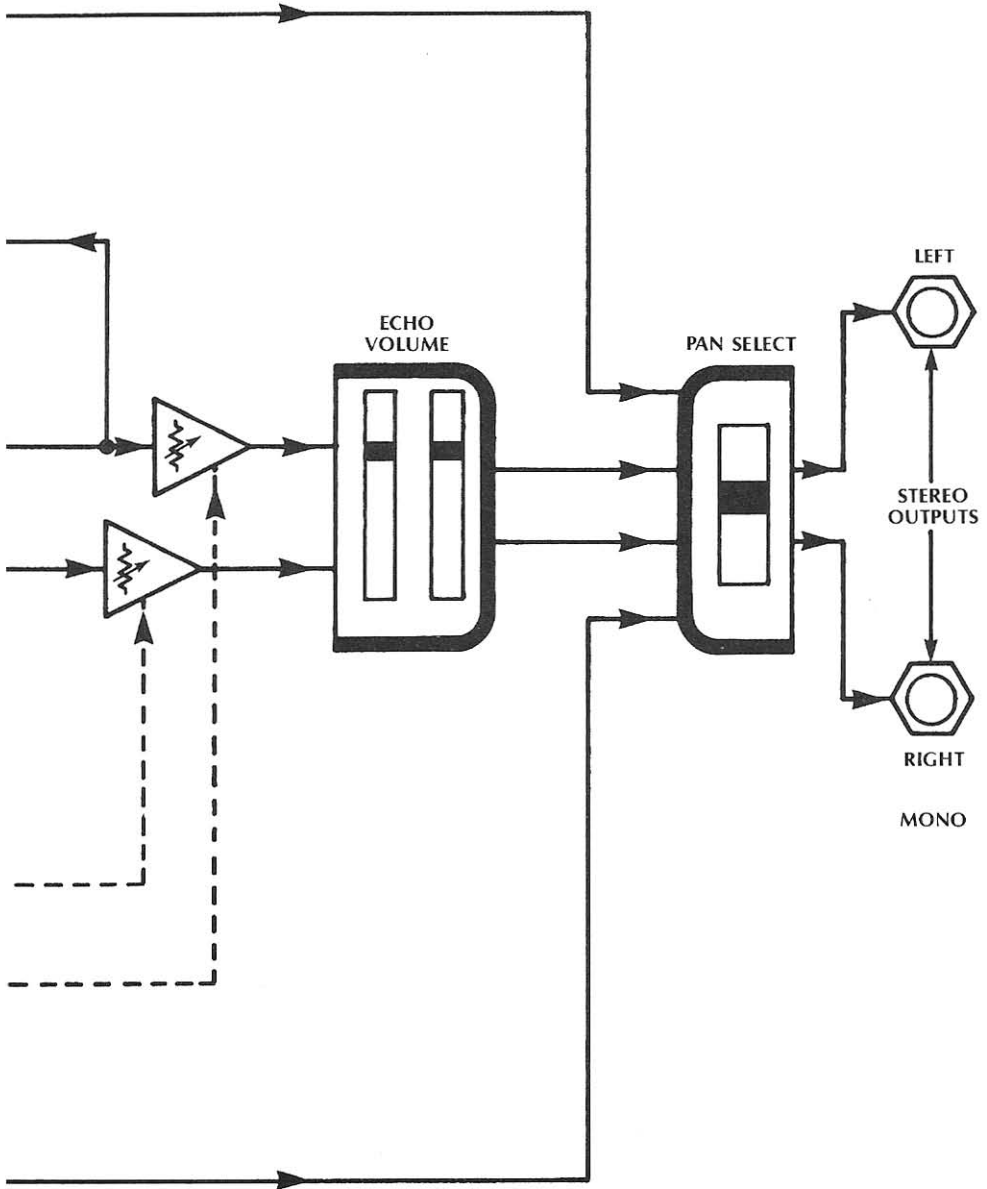 LEFT
ECHO
VOLUME
PAN SELECT
STEREO
OUTPUTS
RIGHT
MONO